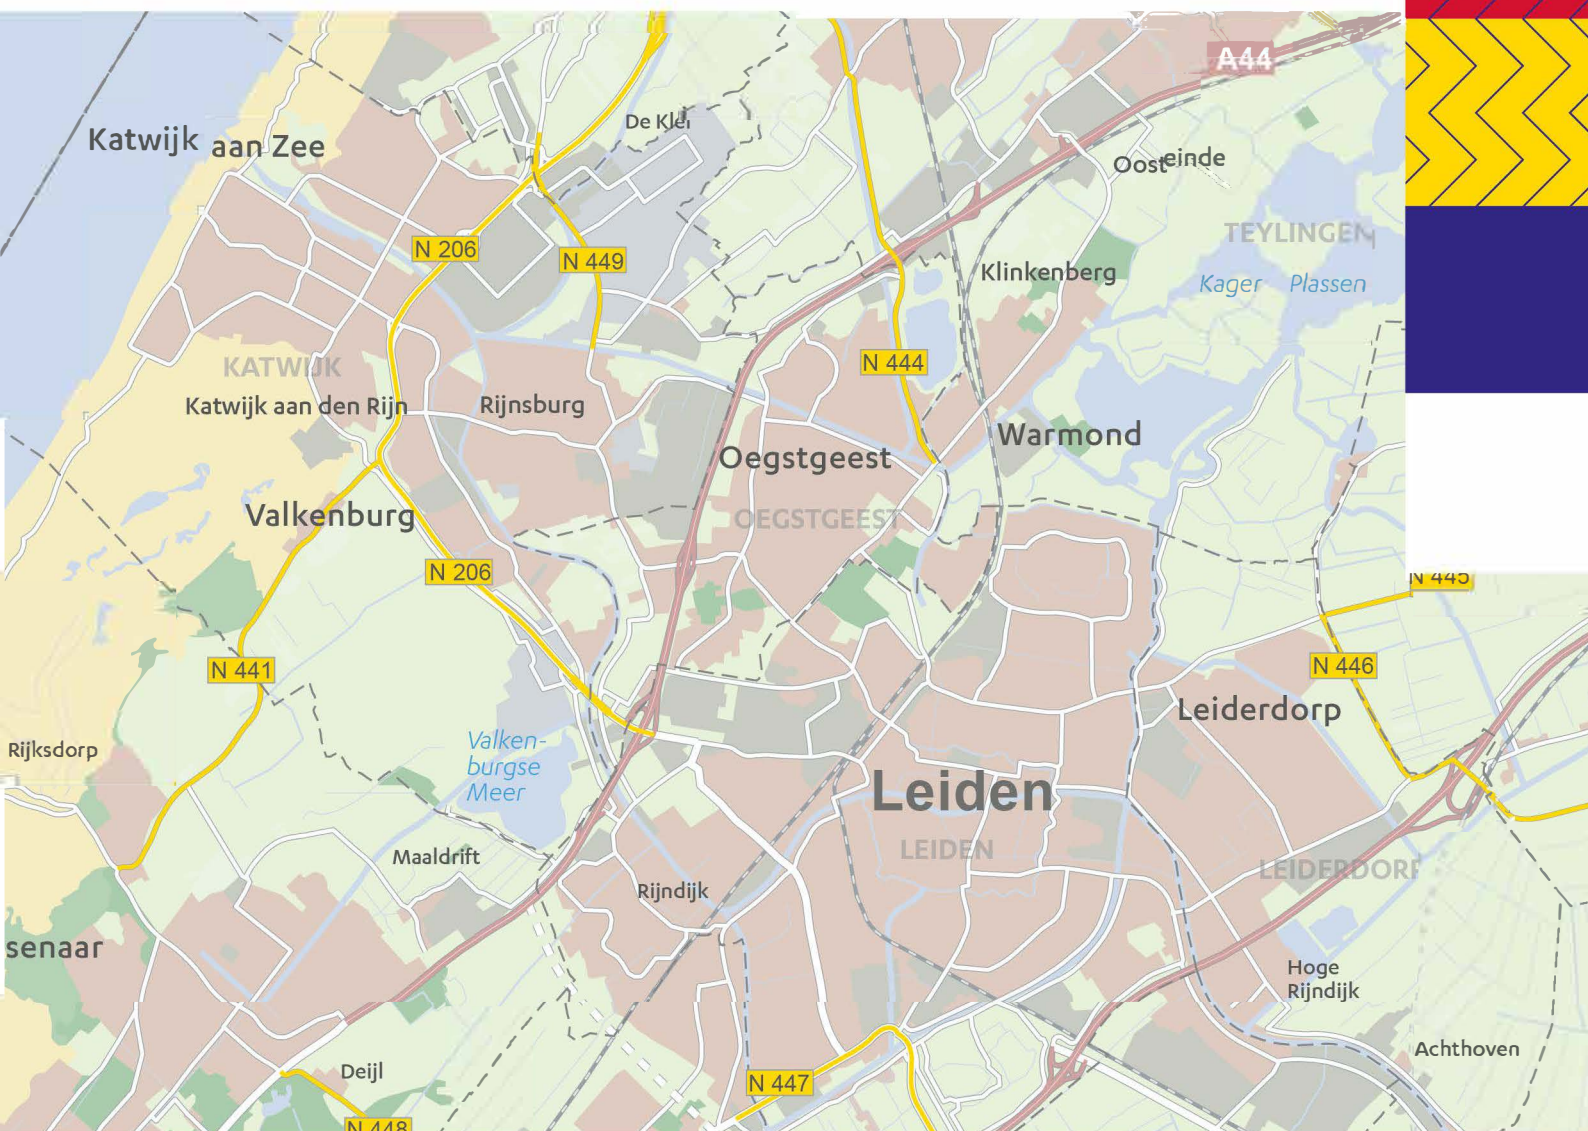 A44
De Klei
Katwijk aan Zee
Oosteinde
TEYLINGEN
N 206
N 449
Klinkenberg
Kager Plassen
N 444
KATWIJK
Katwijk aan den Rijn
Rijnsburg
Warmond
Oegstgeest
Valkenburg
OEGSTGEEST
N 206
N 445
N 441
N 446
Leiderdorp
Rijksdorp
Valken-
burgse
Meer
Leiden
LEIDEN
Maaldrift
LEIDERDORP
Rijndijk
senaar
Hoge
Rijndijk
Achthoven
Deijl
N 447
N 448